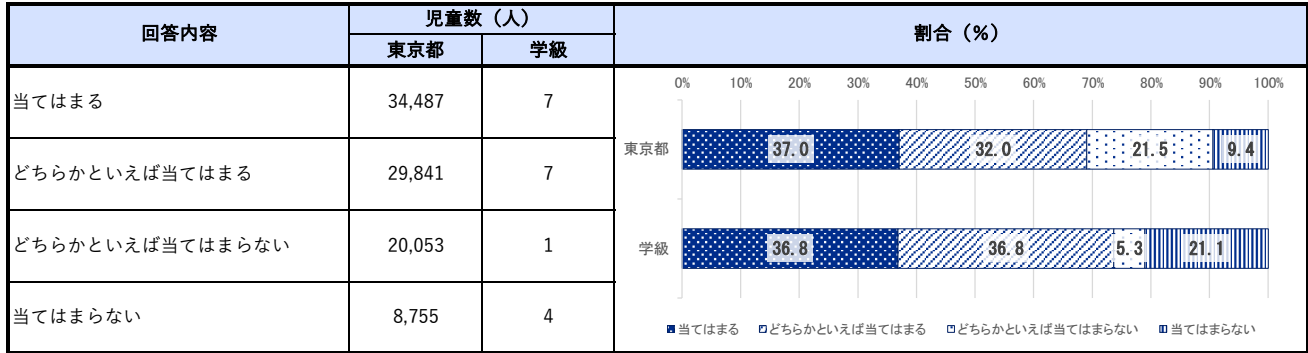 回答内容 児童数（人） 割合（%）
東京都 学級
当てはまる 34,487 7
どちらかといえば当てはまる 29,841 7
どちらかといえば当てはまらない 20,053 1
当てはまらない 8,755 4
0% 10% 20% 30% 40% 50% 60% 70% 80% 90% 100%
東京都 37.0 32.0 21.5 9.4
学級 36.8 36.8 5.3 21.1
当てはまる どちらかといえば当てはまる どちらかといえば当てはまらない 当てはまらない